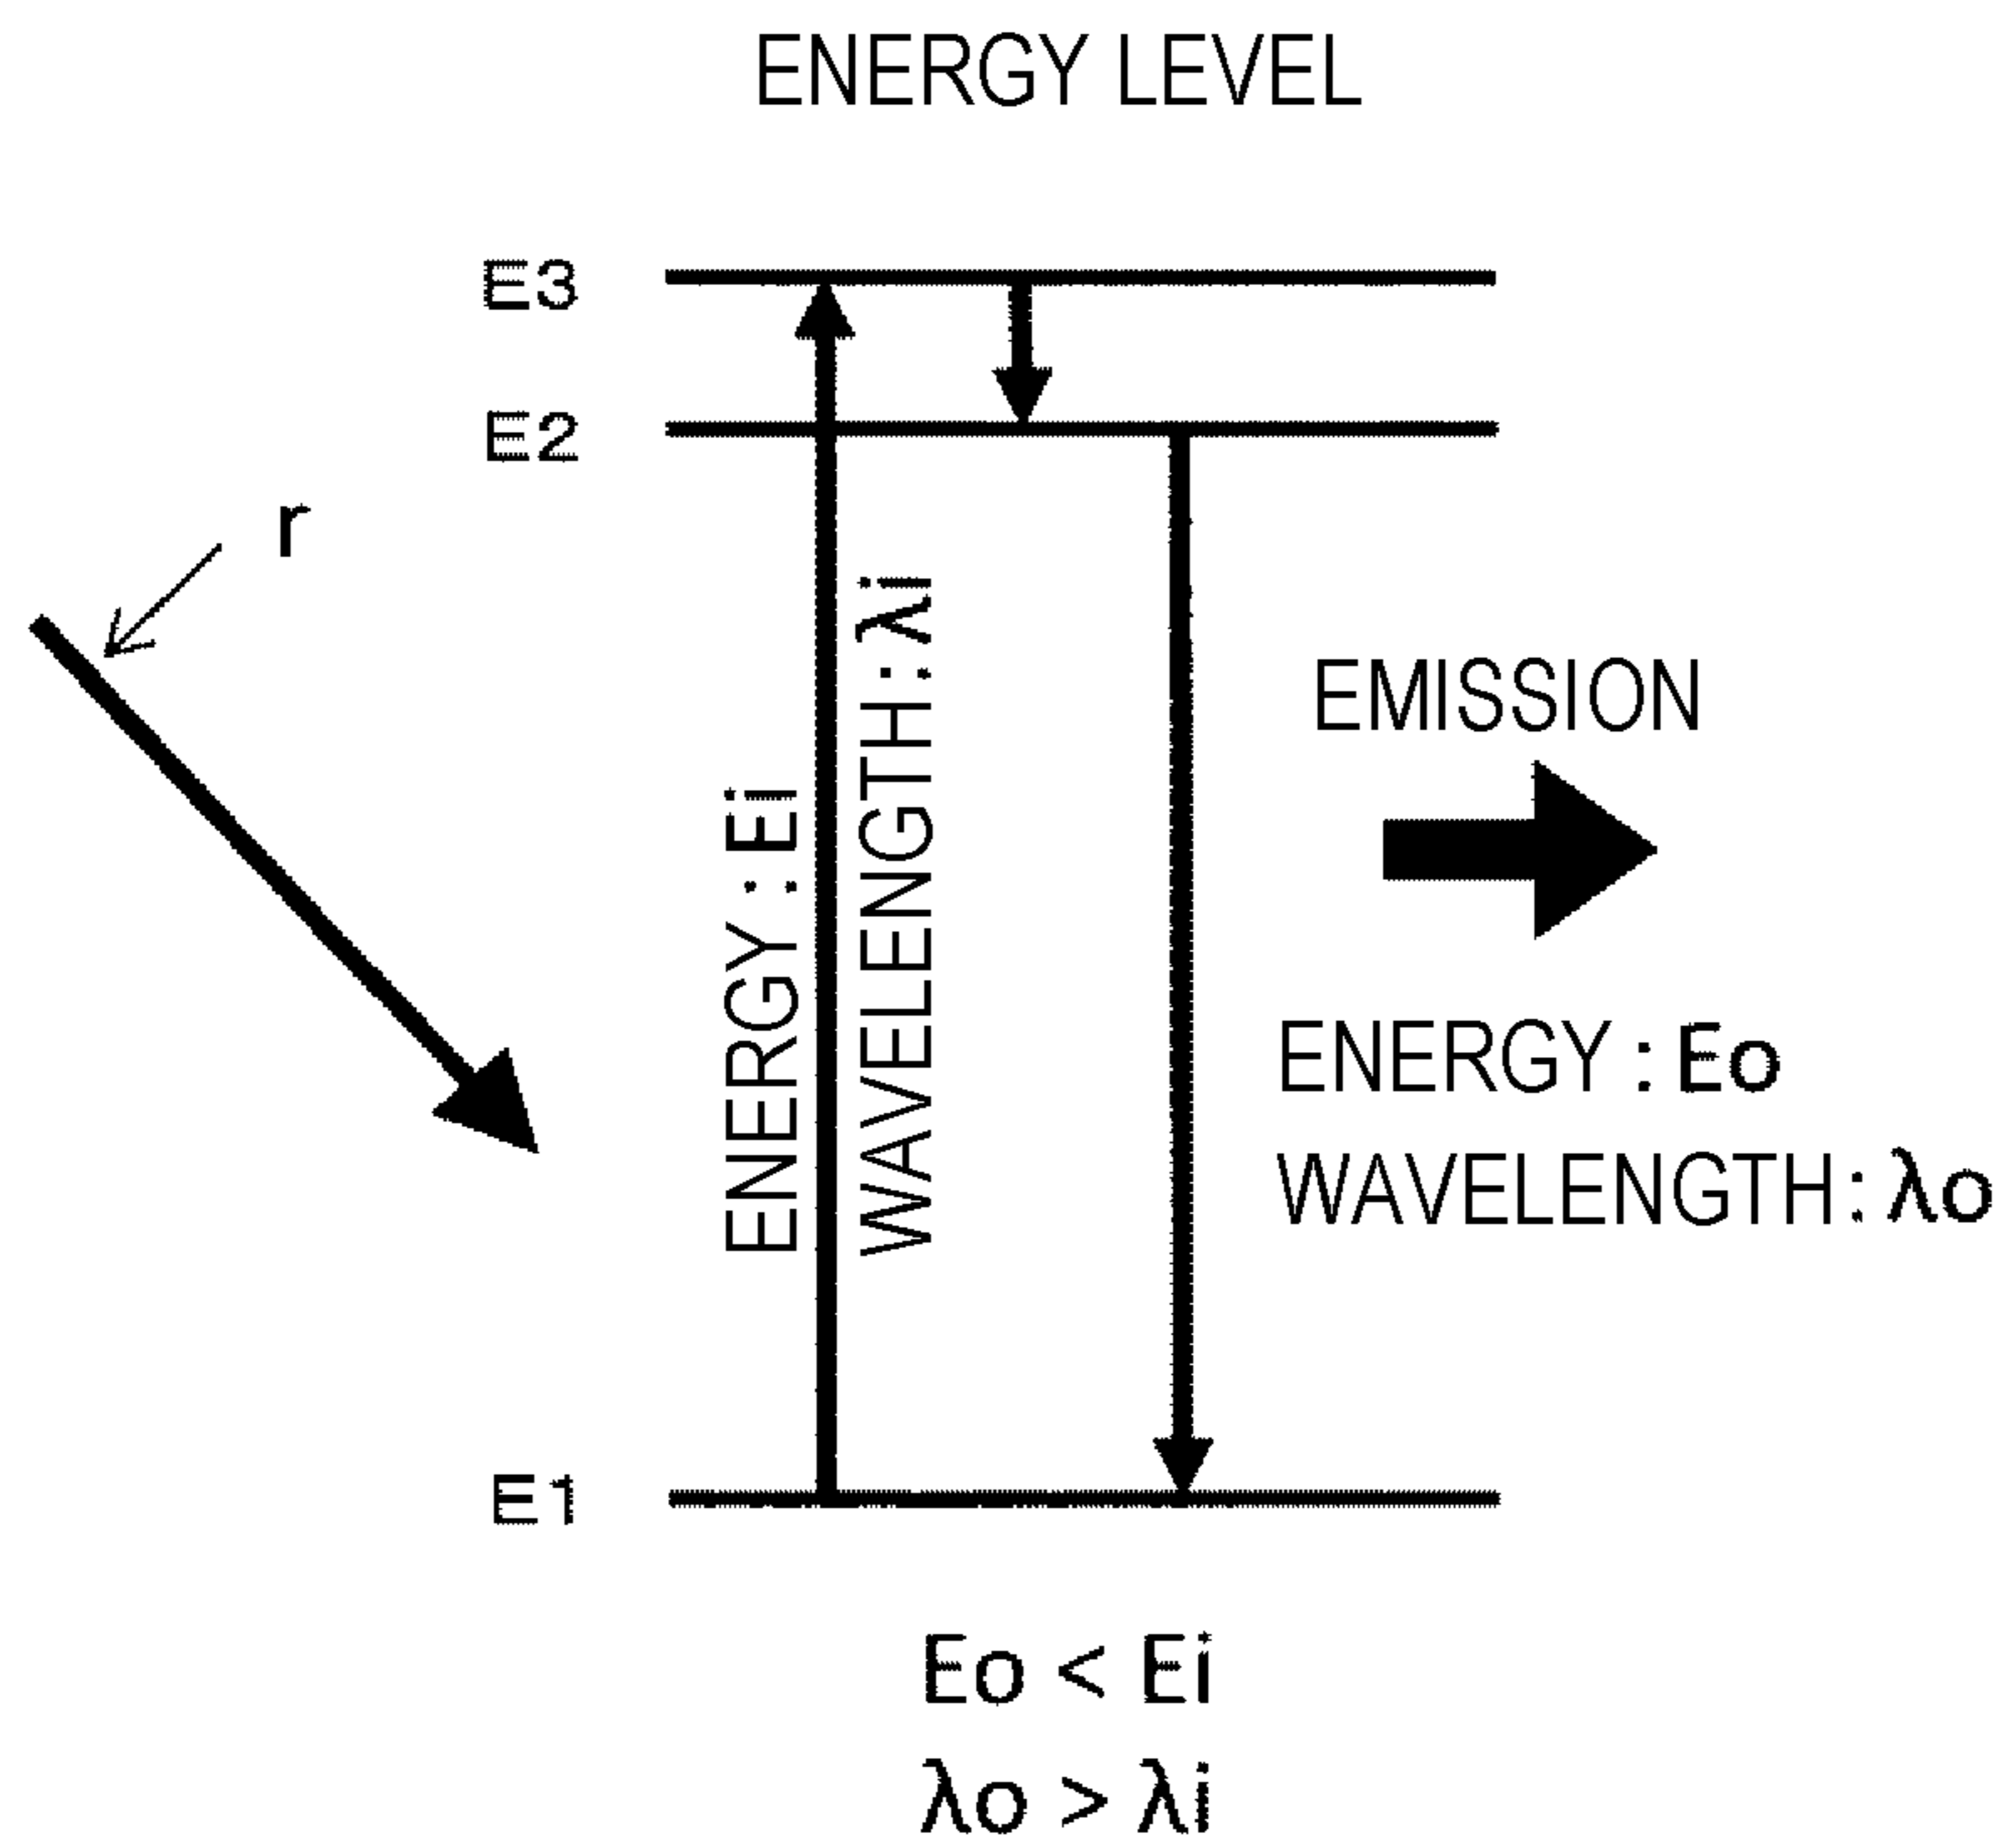 ENERGY LEVEL
E3
E2
r
ENERGY : Ei
WAVELENGTH : λi
EMISSION
ENERGY : Eo
WAVELENGTH : λo
E1
Eo < Ei
λo > λi